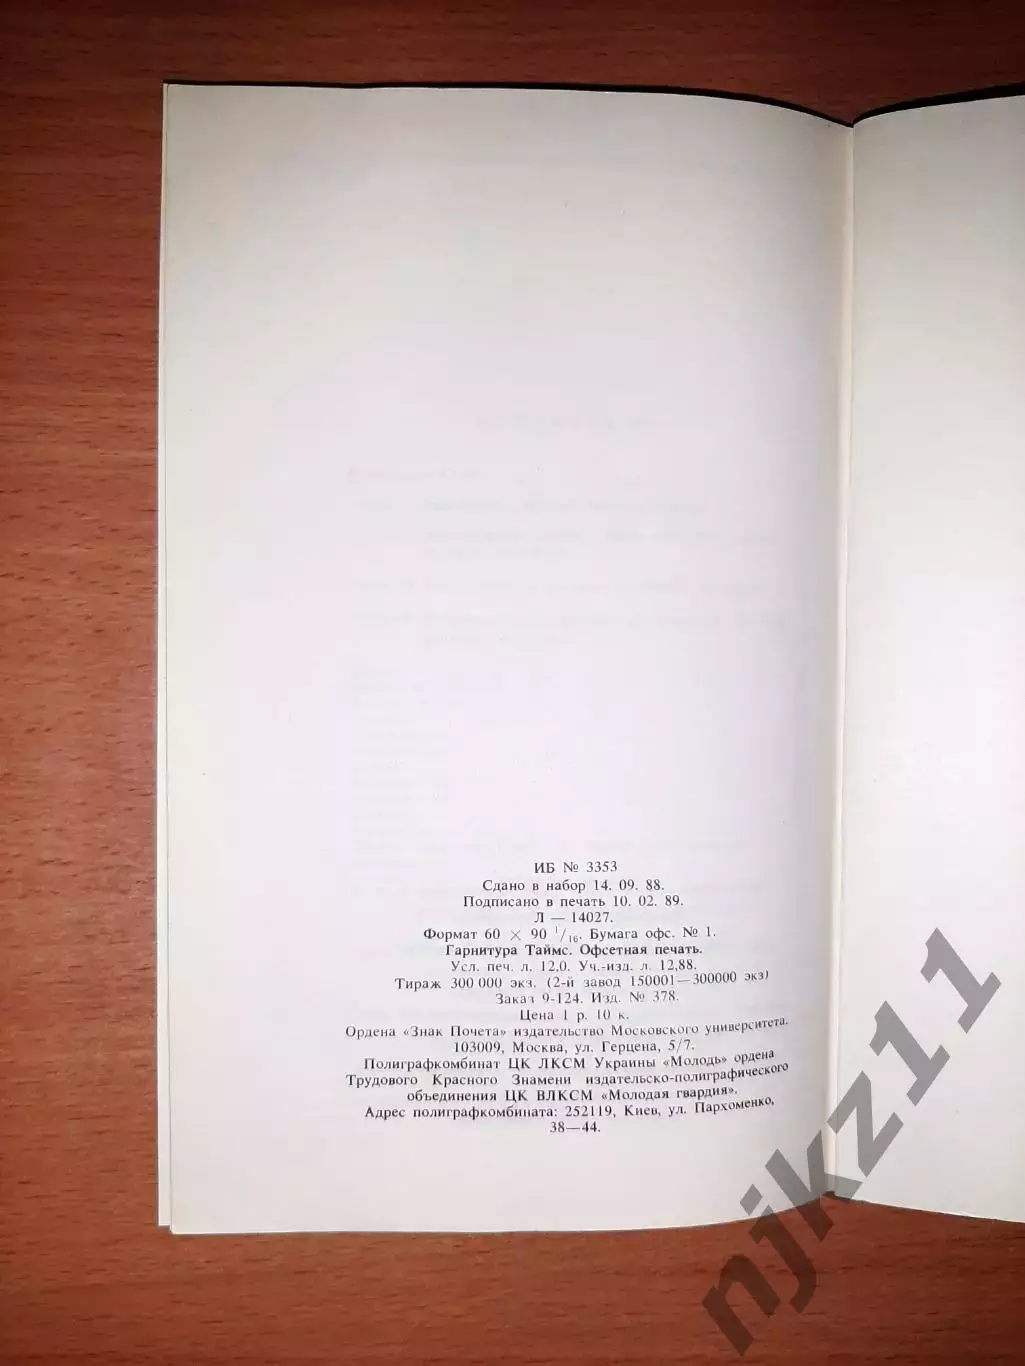 ИБ № 3353
Сдано в набор 14. 09. 88.
Подписано в печать 10. 02. 89.
Л — 14027.
Формат 60 × 90 1/16. Бумага офс. № 1.
Гарнитура Таймс. Офсетная печать.
Усл. печ. л. 12,0. Уч.-изд. л. 12,88.
Тираж 300 000 экз. (2-й завод 150001—300000 экз)
Заказ 9-124. Изд. № 378.
Цена 1 р. 10 к.
Ордена «Знак Почета» издательство Московского университета.
103009, Москва, ул. Герцена, 5/7.
Полиграфкомбинат ЦК ЛКСМ Украины «Молодь» ордена
Трудового Красного Знамени издательско-полиграфического
объединения ЦК ВЛКСМ «Молодая гвардия».
Адрес полиграфкомбината: 252119, Киев, ул. Пархоменко,
38—44.
njkz11